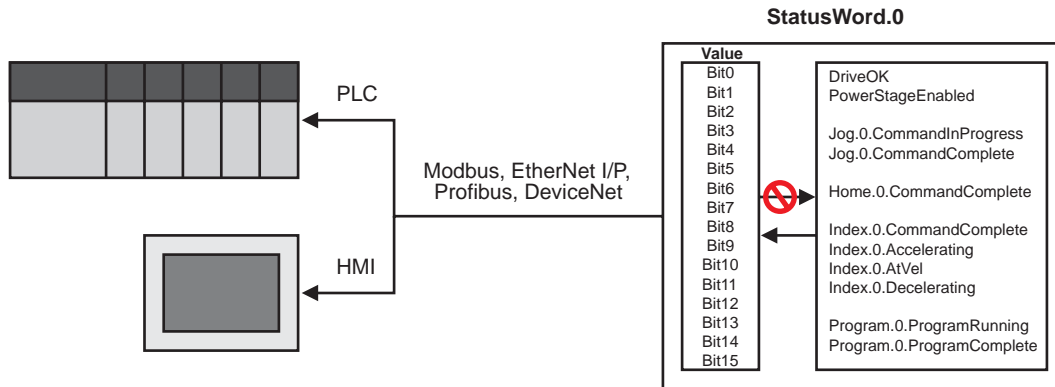 StatusWord.0
Value
Bit0
Bit1
Bit2
Bit3
Bit4
Bit5
Bit6
Bit7
Bit8
Bit9
Bit10
Bit11
Bit12
Bit13
Bit14
Bit15
DriveOK
PowerStageEnabled
Jog.0.CommandInProgress
Jog.0.CommandComplete
Home.0.CommandComplete
Index.0.CommandComplete
Index.0.Accelerating
Index.0.AtVel
Index.0.Decelerating
Program.0.ProgramRunning
Program.0.ProgramComplete
PLC
Modbus, EtherNet I/P,
Profibus, DeviceNet
HMI